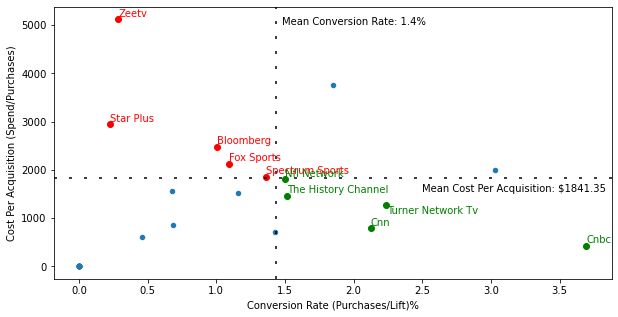 Zeetv
Mean Conversion Rate: 1.4%
Star Plus
Bloomberg
Fox Sports
Spectrum Sports
Nfl Network
The History Channel
Mean Cost Per Acquisition: $1841.35
Turner Network Tv
Cnn
Cnbc
5000
4000
3000
2000
1000
0
Cost Per Acquisition (Spend/Purchases)
0.0 0.5 1.0 1.5 2.0 2.5 3.0 3.5
Conversion Rate (Purchases/Lift)%